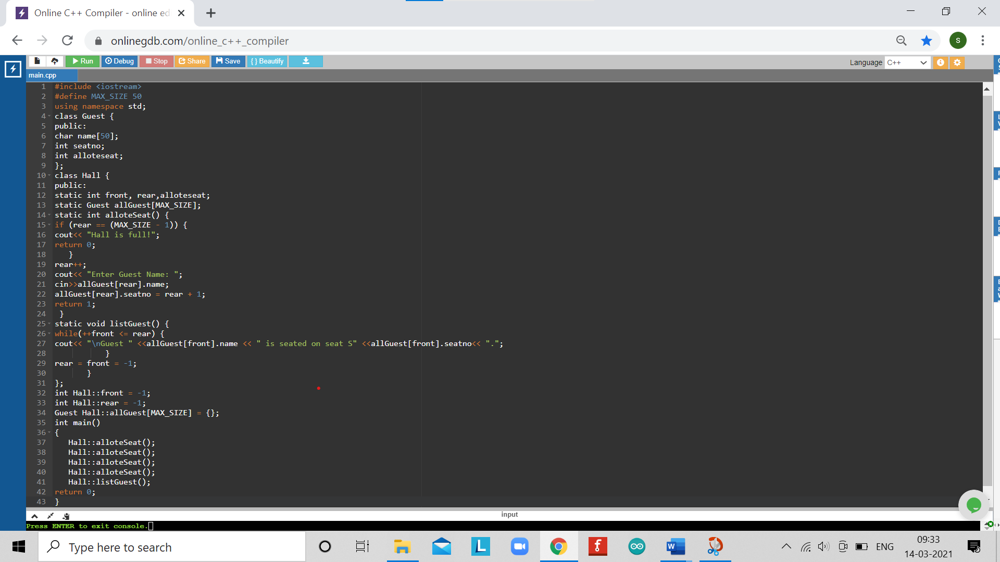 Online C++ Compiler - online ed
onlinegdb.com/online_c++_compiler
S
Run Debug Stop Share Save {} Beautify
Language C++
main.cpp
1 #include <iostream>
2 #define MAX_SIZE 50
3 using namespace std;
4 class Guest {
5 public:
6 char name[50];
7 int seatno;
8 int alloteseat;
9 };
10 class Hall {
11 public:
12 static int front, rear,alloteseat;
13 static Guest allGuest[MAX_SIZE];
14 static int alloteSeat() {
15 if (rear == (MAX_SIZE - 1)) {
16 cout<< "Hall is full!";
17 return 0;
18 }
19 rear++;
20 cout<< "Enter Guest Name: ";
21 cin>>allGuest[rear].name;
22 allGuest[rear].seatno = rear + 1;
23 return 1;
24 }
25 static void listGuest() {
26 while(++front <= rear) {
27 cout<< "\nGuest " <<allGuest[front].name << " is seated on seat S" <<allGuest[front].seatno<< ".";
28 }
29 rear = front = -1;
30 }
31 };
32 int Hall::front = -1;
33 int Hall::rear = -1;
34 Guest Hall::allGuest[MAX_SIZE] = {};
35 int main()
36 {
37 Hall::alloteSeat();
38 Hall::alloteSeat();
39 Hall::alloteSeat();
40 Hall::alloteSeat();
41 Hall::listGuest();
42 return 0;
43 }
input
Press ENTER to exit console.
Type here to search
L
f
W
ENG
09:33
14-03-2021